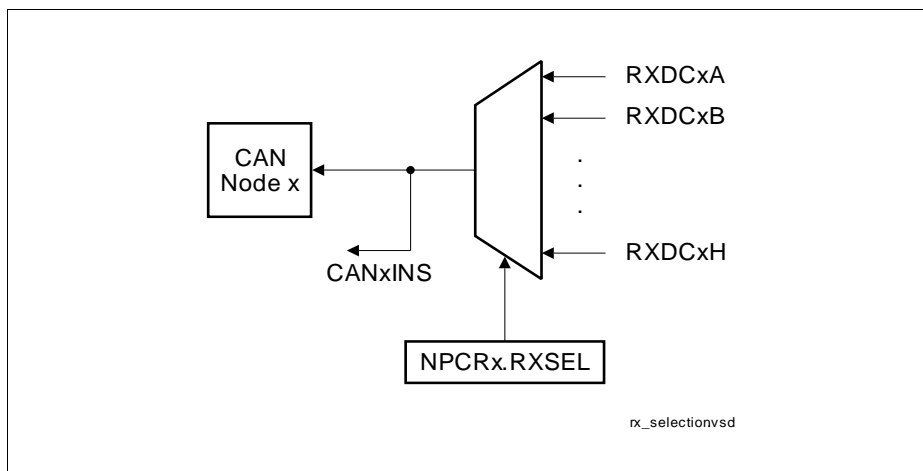 RXDCxA
RXDCxB
CAN
Node x
.
.
.
RXDCxH
CANxINS
NPCRx.RXSEL
rx_selectionvsd